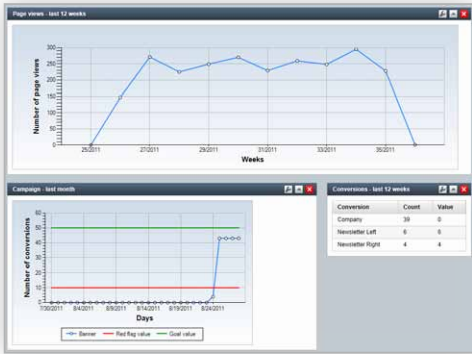 Page views - last 12 weeks
300
250
200
150
100
50
0
Number of page views
25/2011 27/2011 29/2011 31/2011 33/2011 35/2011
Weeks
Campaign - last month
60
50
40
30
20
10
0
Number of conversions
7/30/2011 8/4/2011 8/9/2011 8/14/2011 8/19/2011 8/24/2011
Days
Banner Red flag value Goal value
Conversions - last 12 weeks
Conversion Count Value
Company 39 0
Newsletter Left 6 6
Newsletter Right 4 4